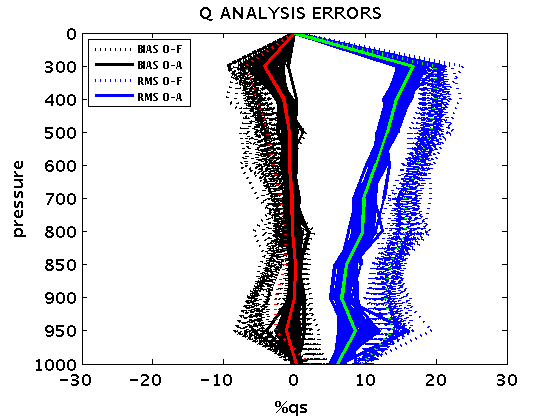 Q ANALYSIS ERRORS
0
300
400
500
600
700
800
850
900
950
1000
pressure
BIAS O-F
BIAS O-A
RMS O-F
RMS O-A
-30 -20 -10 0 10 20 30
%qs